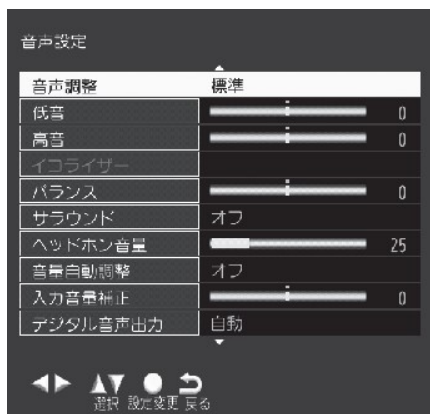 音声設定
音声調整 標準
低音 0
高音 0
イコライザー
バランス 0
サラウンド オフ
ヘッドホン音量 25
音量自動調整 オフ
入力音量補正 0
デジタル音声出力 自動
選択 設定変更 戻る